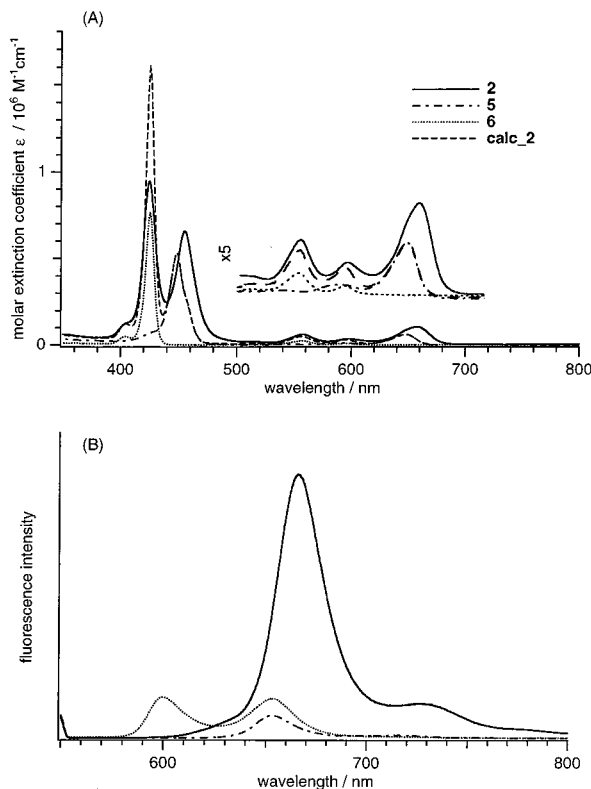 (A)
molar extinction coefficient ε / 10⁶ M⁻¹cm⁻¹
1
0
2
5
6
calc_2
x5
400 500 600 700 800
wavelength / nm
(B)
fluorescence intensity
600 700 800
wavelength / nm